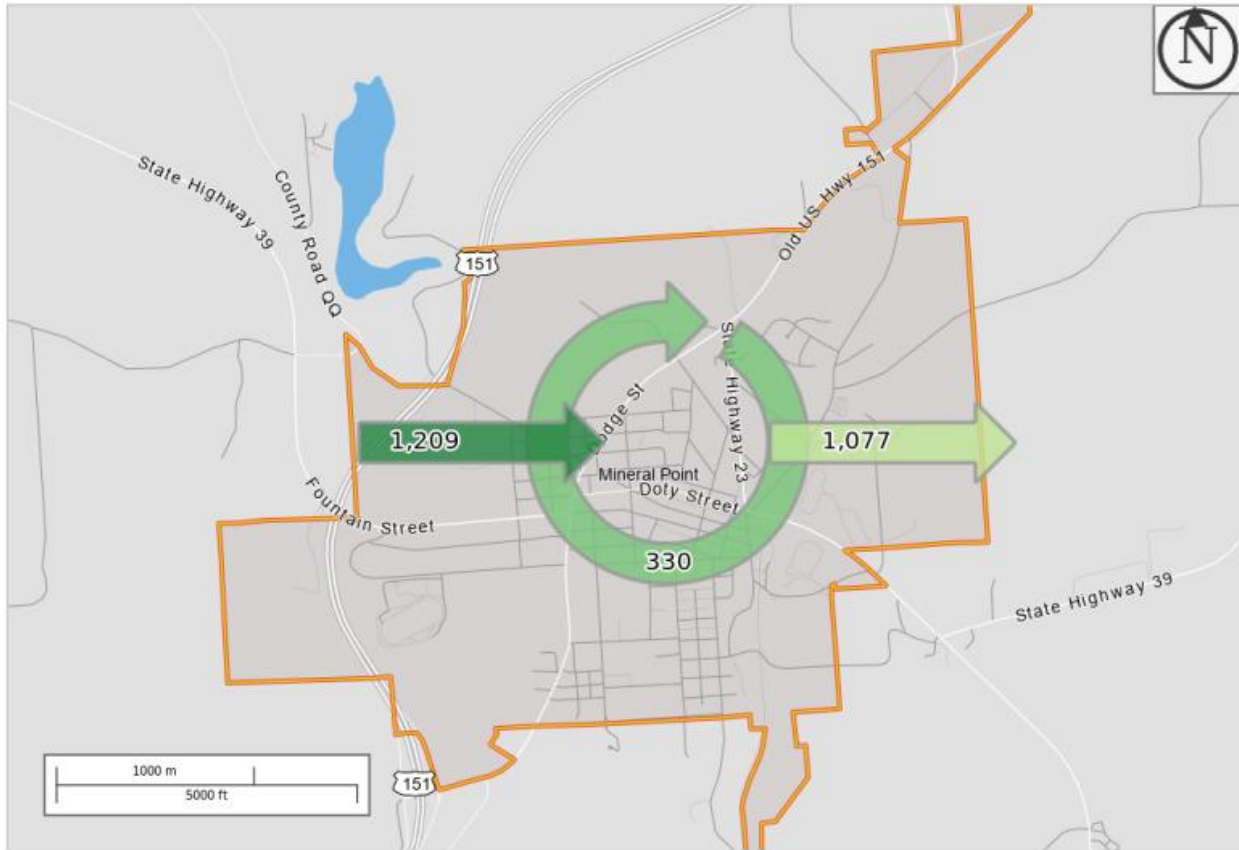 N
State Highway 39
County Road QQ
Old US Hwy 151
151
State Highway 23
Dodge St
1,209
1,077
Mineral Point
Doty Street
Fountain Street
330
State Highway 39
1000 m
5000 ft
151